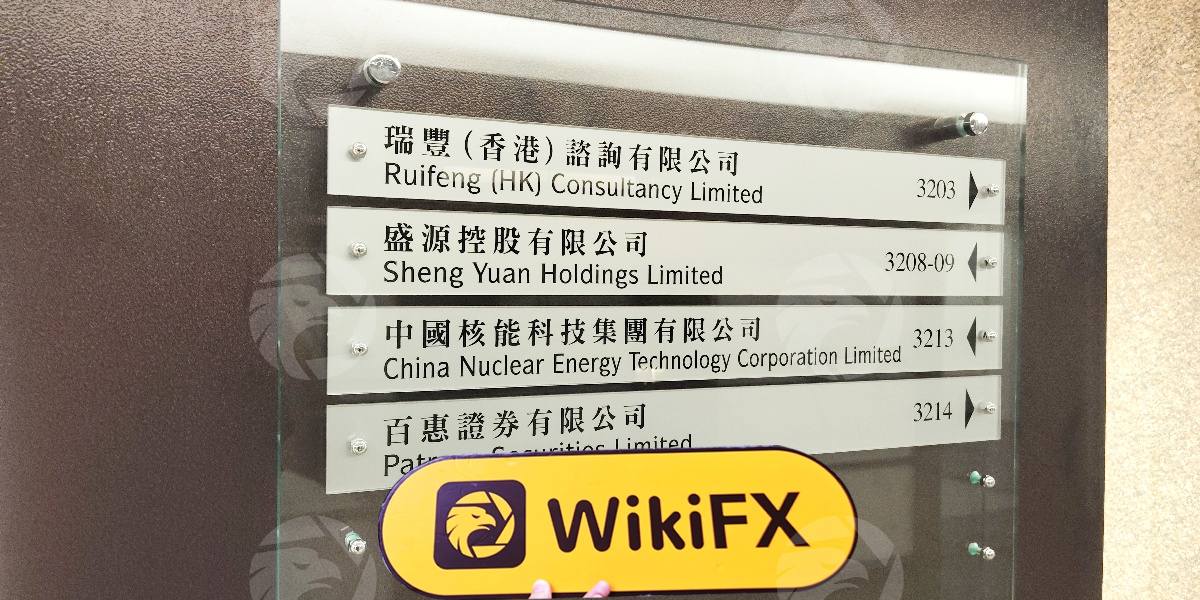 瑞豐(香港)諮詢有限公司
Ruifeng (HK) Consultancy Limited
3203
盛源控股有限公司
Sheng Yuan Holdings Limited
3208-09
中國核能科技集團有限公司
China Nuclear Energy Technology Corporation Limited
3213
百惠證券有限公司
Securities Limited
3214
WikiFX